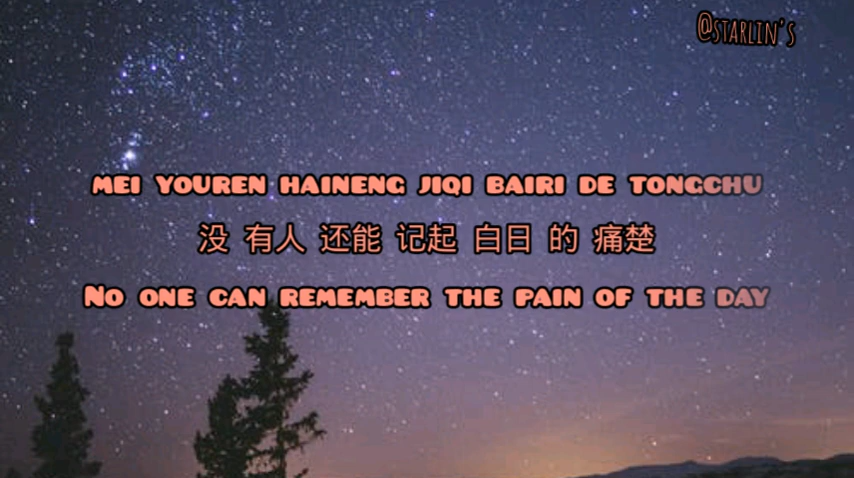 @STARLIN'S
MEI YOUREN HAINENG JIQI BAIRI DE TONGCHU
没 有人 还能 记起 白日 的 痛楚
No one can remember the pain of the day